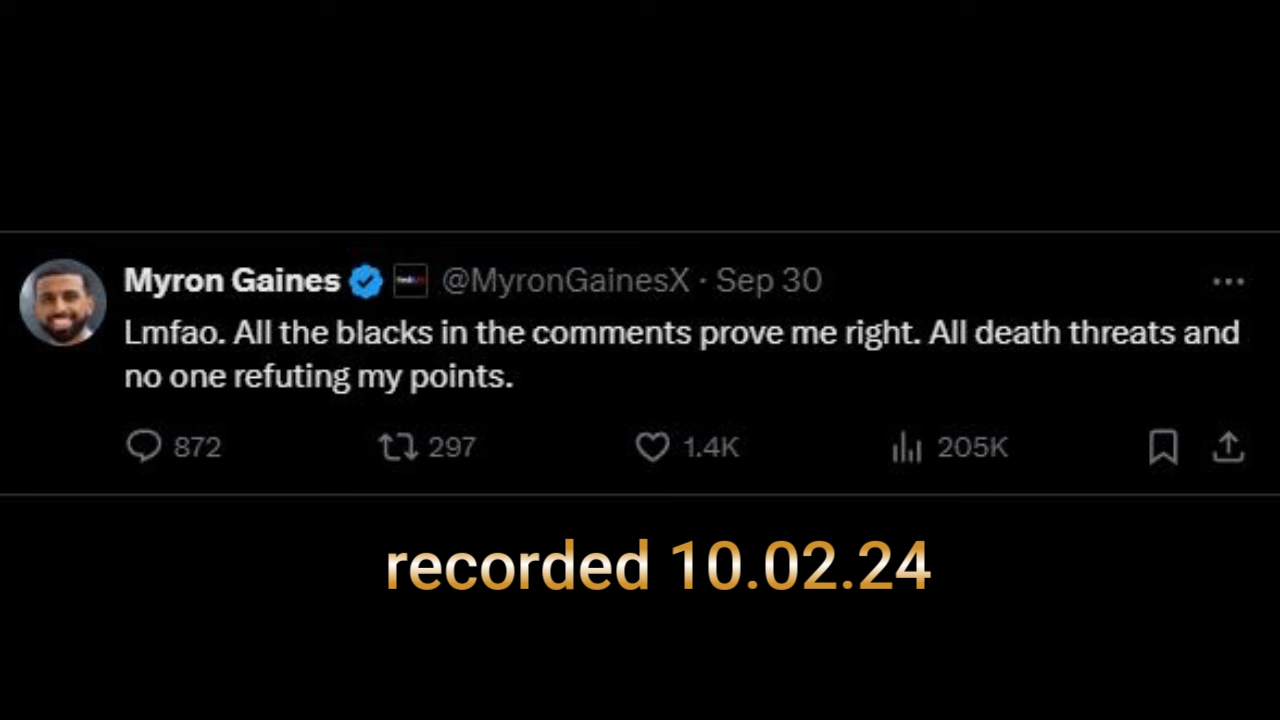 Myron Gaines @MyronGainesX · Sep 30
Lmfao. All the blacks in the comments prove me right. All death threats and
no one refuting my points.
872 297 1.4K 205K
recorded 10.02.24